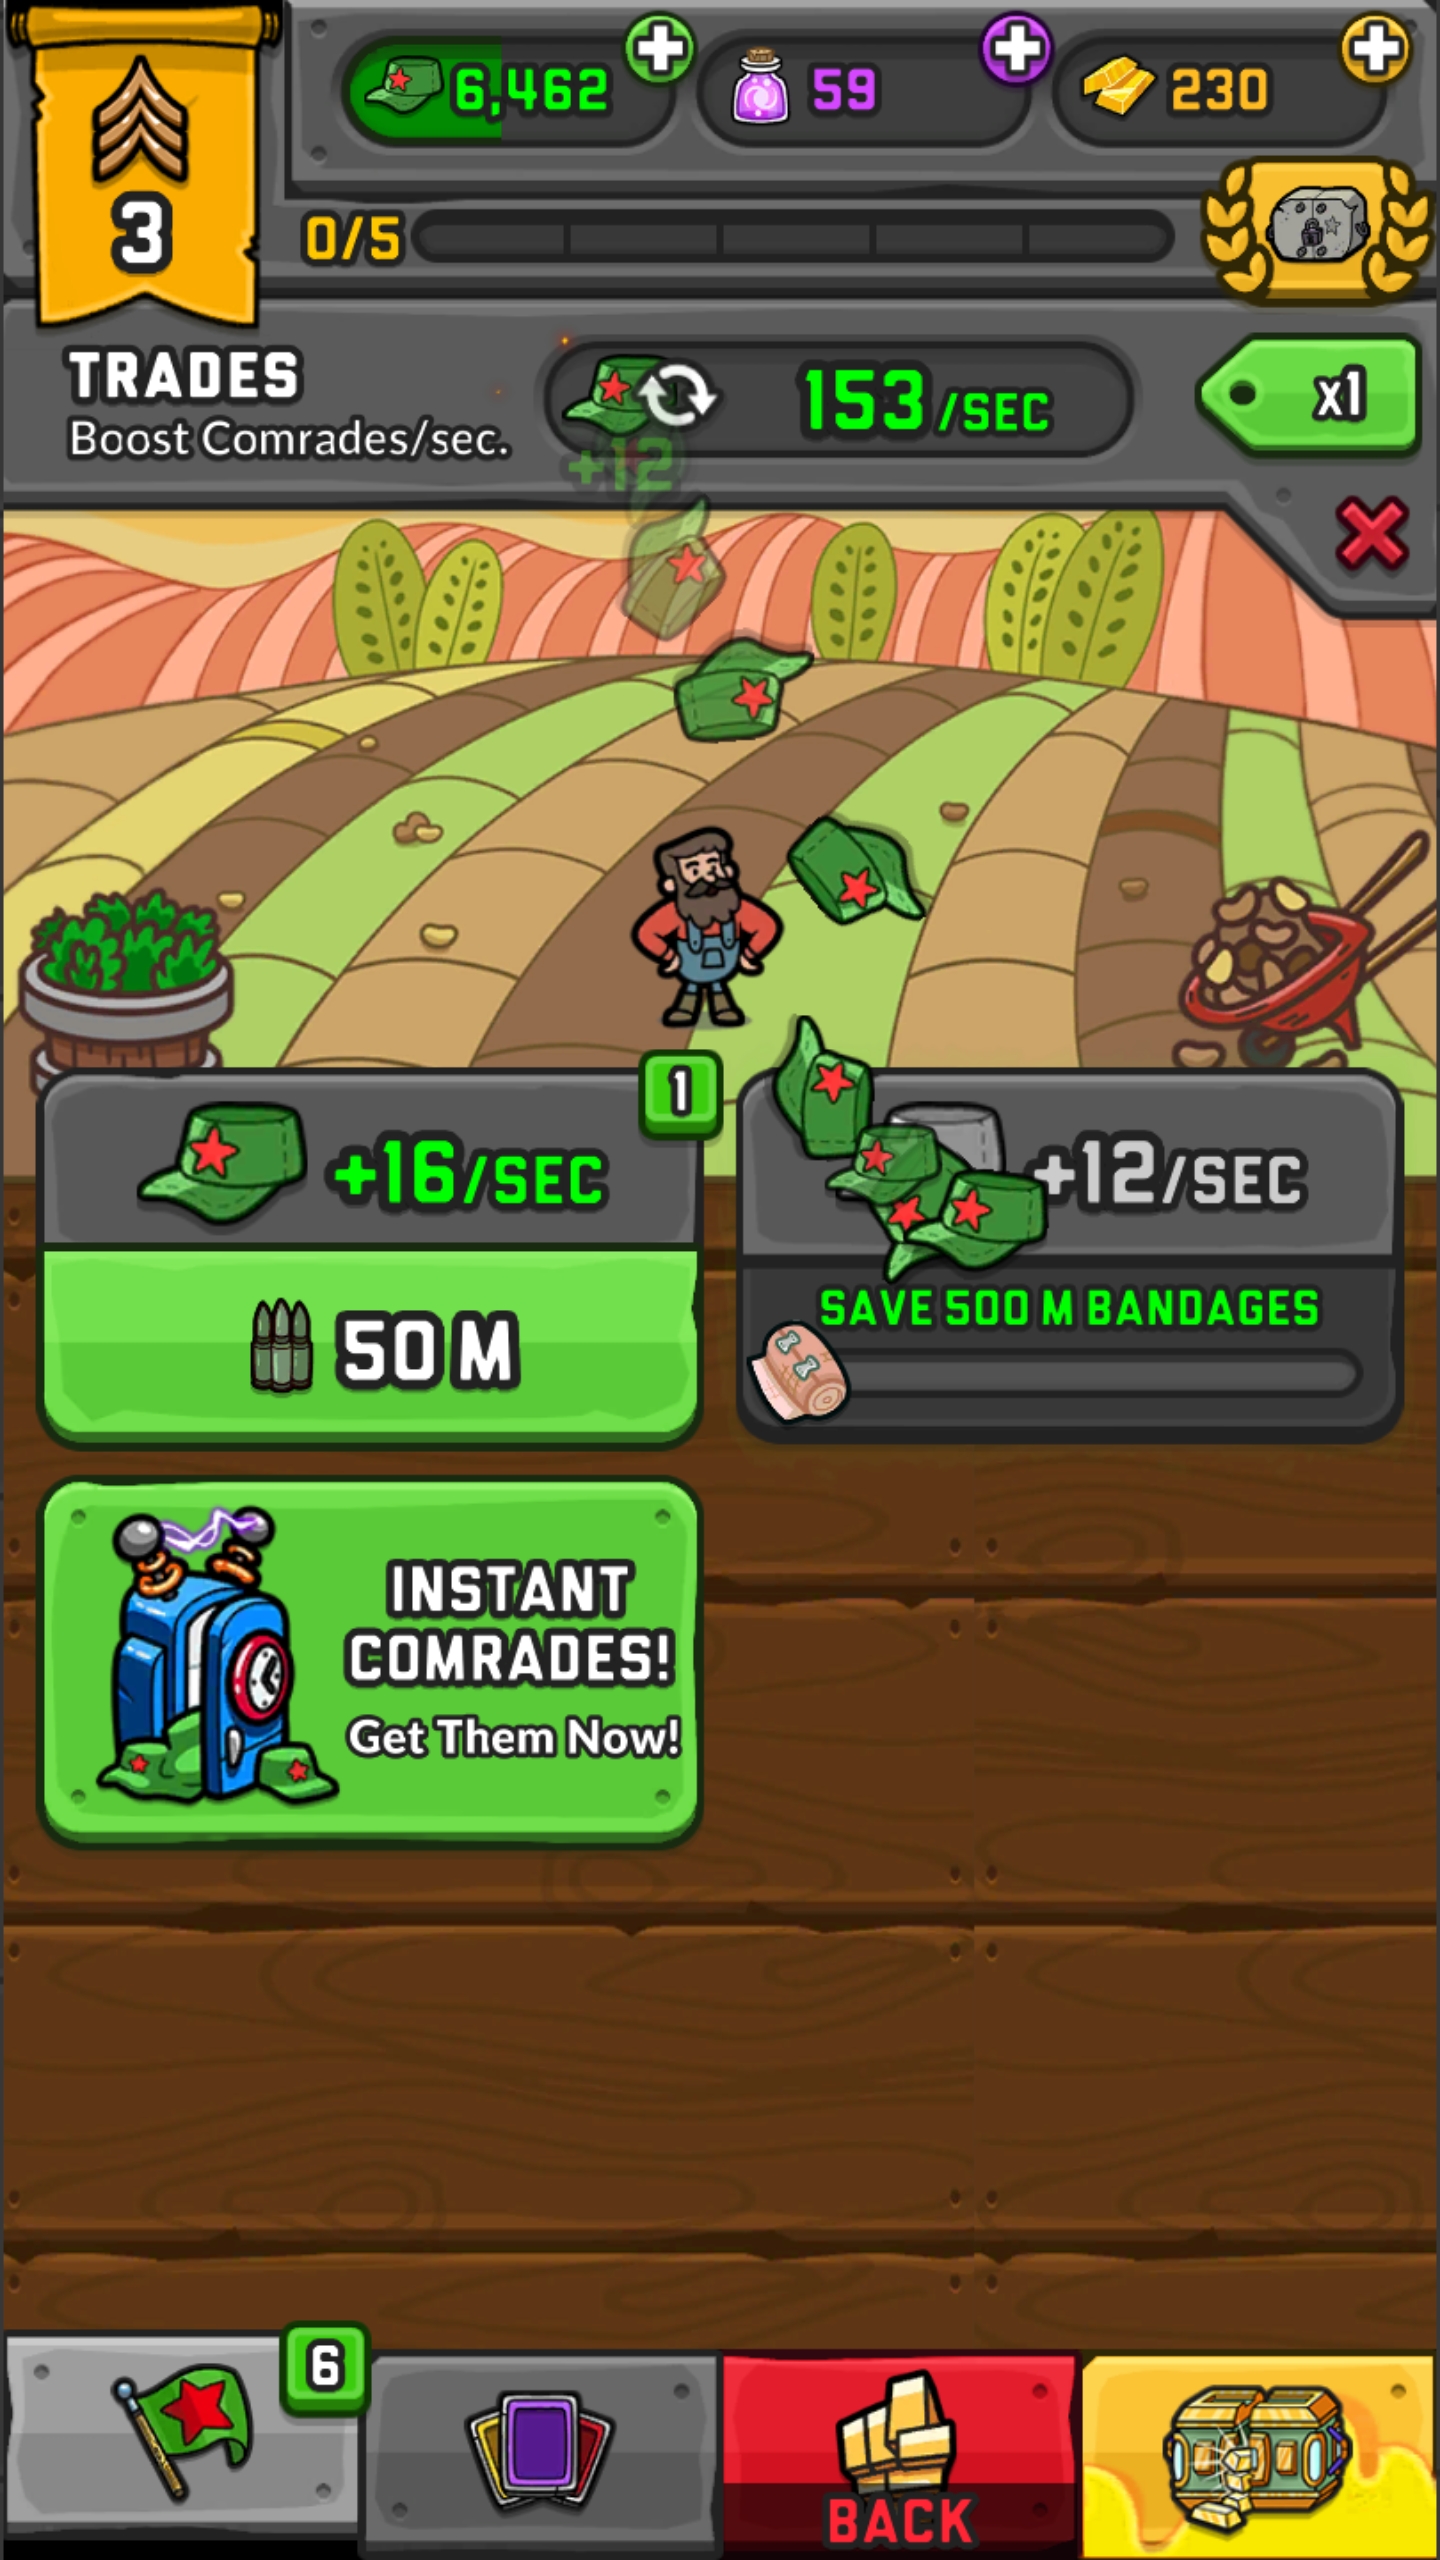 6,462
59
230
3
0/5
TRADES
Boost Comrades/sec.
153/SEC
x1
+12
1
+16/SEC
50 M
+12/SEC
SAVE 500 M BANDAGES
INSTANT
COMRADES!
Get Them Now!
6
BACK